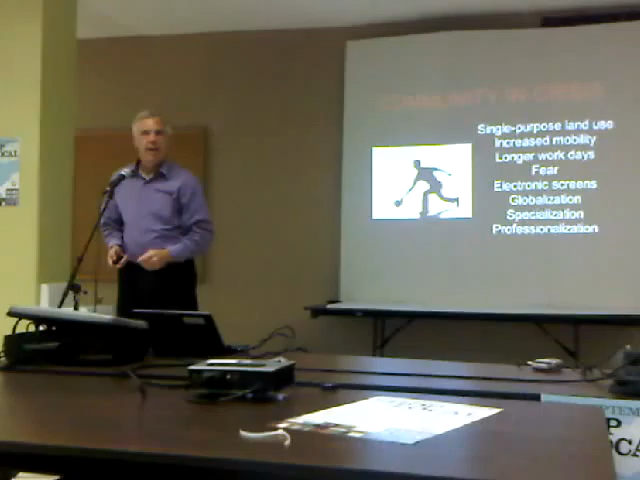 COMMUNITY IN CRISIS
Single-purpose land use
Increased mobility
Longer work days
Fear
Electronic screens
Globalization
Specialization
Professionalization